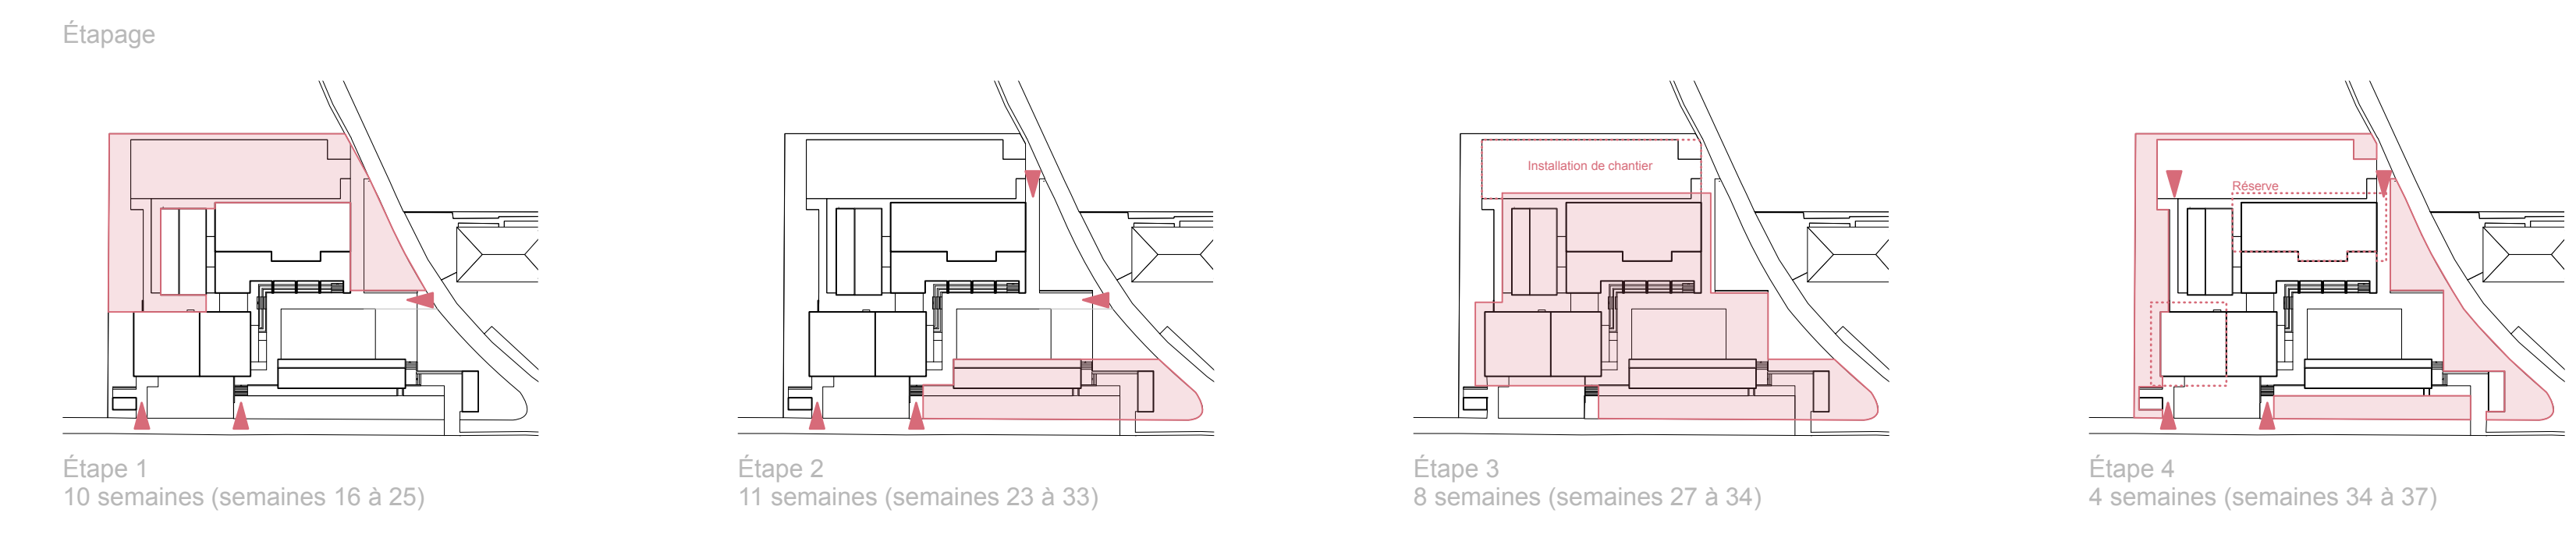 Étapage
Installation de chantier
Réserve
Étape 1
10 semaines (semaines 16 à 25)
Étape 2
11 semaines (semaines 23 à 33)
Étape 3
8 semaines (semaines 27 à 34)
Étape 4
4 semaines (semaines 34 à 37)